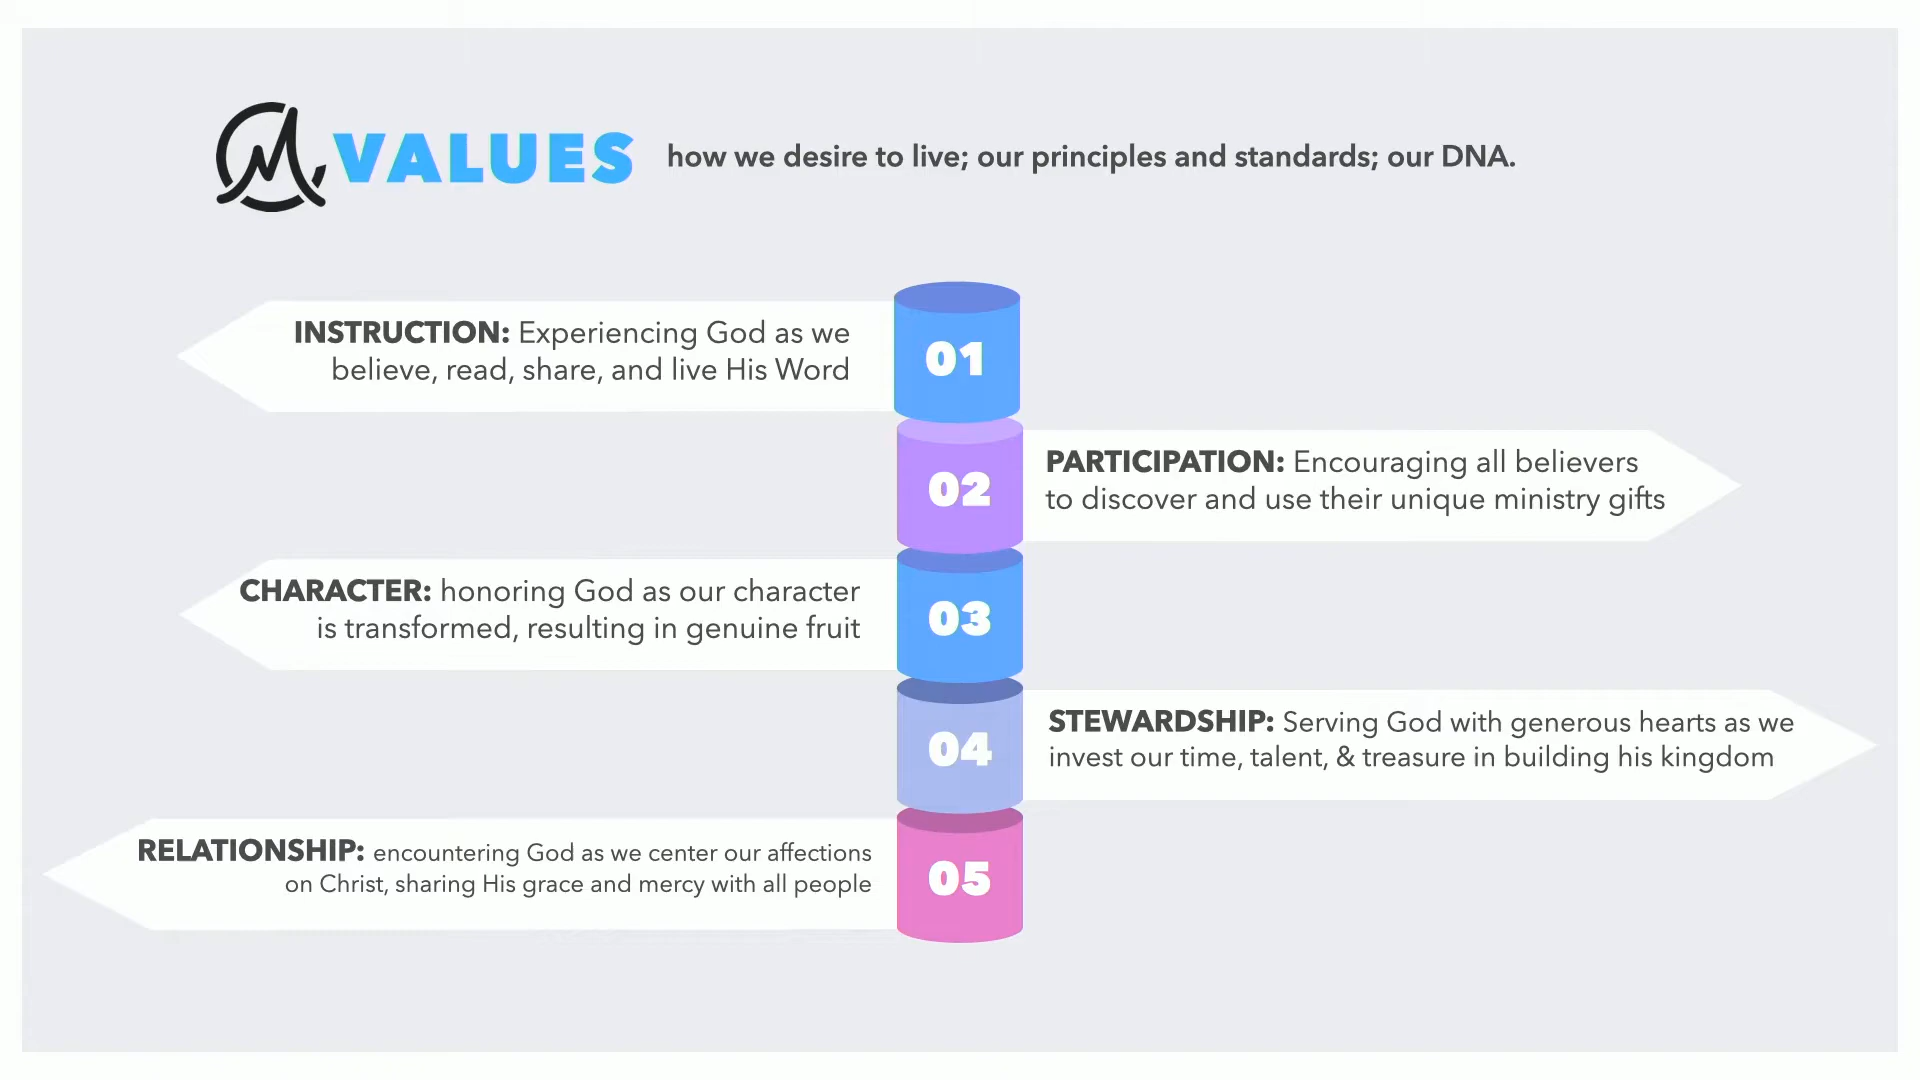 VALUES how we desire to live; our principles and standards; our DNA.
INSTRUCTION: Experiencing God as we
believe, read, share, and live His Word
01
02
PARTICIPATION: Encouraging all believers
to discover and use their unique ministry gifts
CHARACTER: honoring God as our character
is transformed, resulting in genuine fruit
03
04
STEWARDSHIP: Serving God with generous hearts as we
invest our time, talent, & treasure in building his kingdom
RELATIONSHIP: encountering God as we center our affections
on Christ, sharing His grace and mercy with all people
05